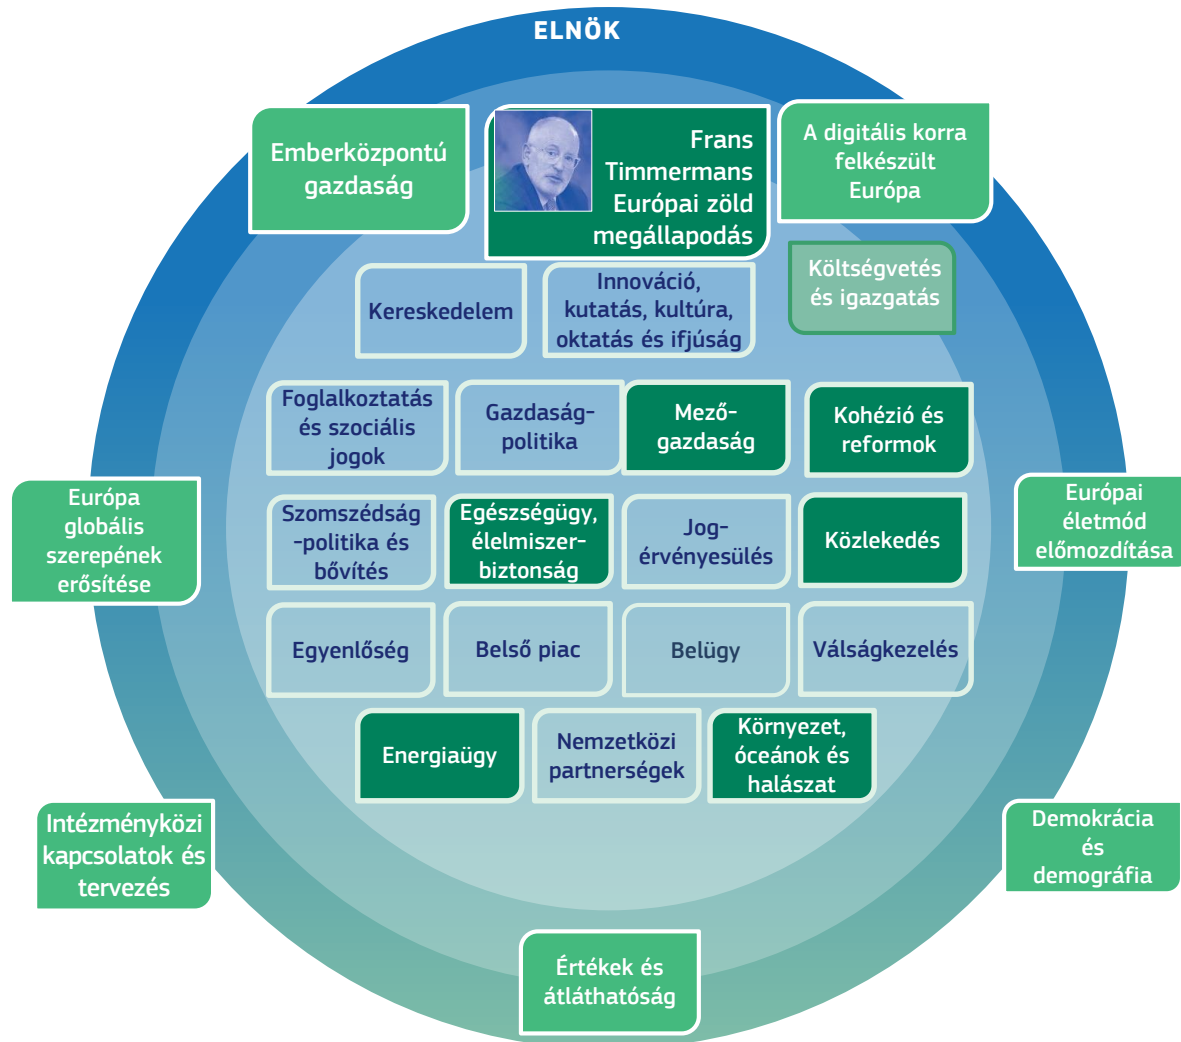 ELNÖK
Emberközpontú
gazdaság
Frans
Timmermans
Európai zöld
megállapodás
A digitális korra
felkészült
Európa
Kereskedelem
Innováció,
kutatás, kultúra,
oktatás és ifjúság
Költségvetés
és igazgatás
Foglalkoztatás
és szociális
jogok
Gazdaság-
politika
Mező-
gazdaság
Kohézió és
reformok
Európa
globális
szerepének
erősítése
Szomszédság
-politika és
bővítés
Egészségügy,
élelmiszer-
biztonság
Jog-
érvényesülés
Közlekedés
Európai
életmód
előmozdítása
Egyenlőség
Belső piac
Belügy
Válságkezelés
Energiaügy
Nemzetközi
partnerségek
Környezet,
óceánok és
halászat
Intézményközi
kapcsolatok és
tervezés
Demokrácia
és
demográfia
Értékek és
átláthatóság